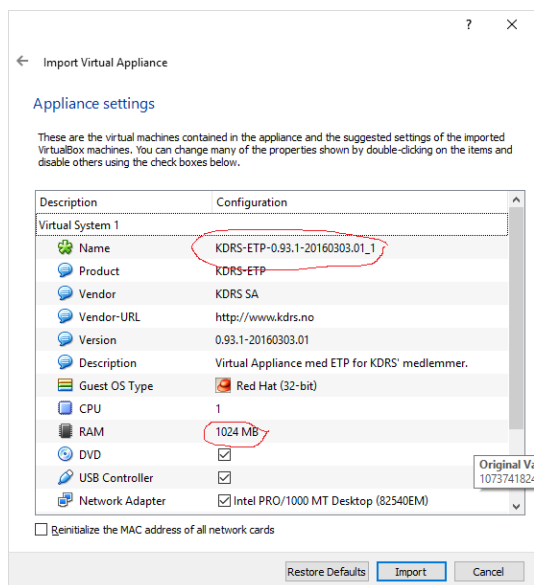 ?
Import Virtual Appliance
Appliance settings
These are the virtual machines contained in the appliance and the suggested settings of the imported
VirtualBox machines. You can change many of the properties shown by double-clicking on the items and
disable others using the check boxes below.
Description Configuration
Virtual System 1
Name KDRS-ETP-0.93.1-20160303.01_1
Product KDRS-ETP
Vendor KDRS SA
Vendor-URL http://www.kdrs.no
Version 0.93.1-20160303.01
Description Virtual Appliance med ETP for KDRS' medlemmer.
Guest OS Type Red Hat (32-bit)
CPU 1
RAM 1024 MB
DVD
Original Va
USB Controller
1073741824
Network Adapter Intel PRO/1000 MT Desktop (82540EM)
Reinitialize the MAC address of all network cards
Restore Defaults Import Cancel